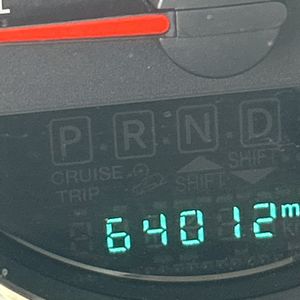 P R N D
CRUISE SHIFT
TRIP SHIFT
64012 m